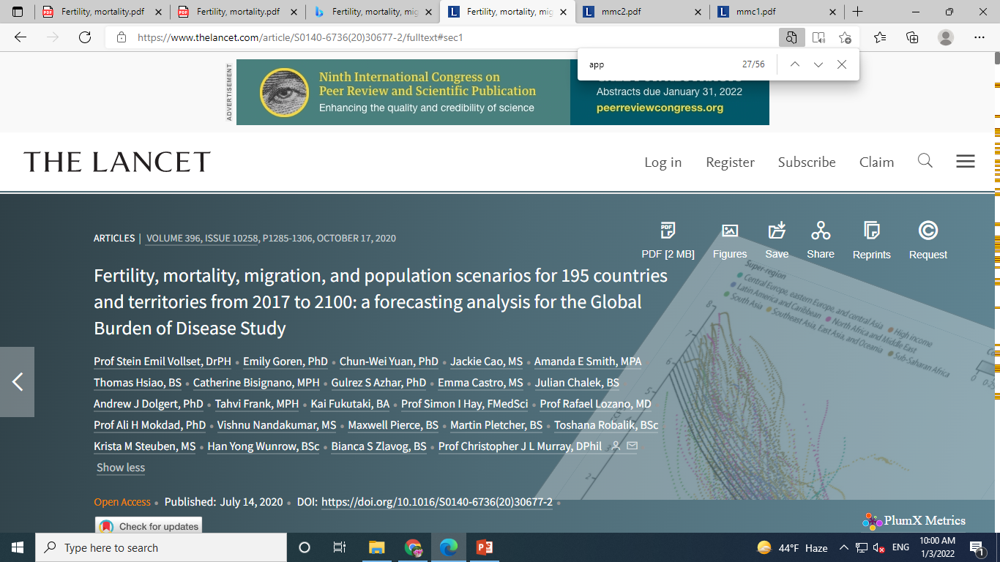 Fertility, mortality.pdf
Fertility, mortality.pdf
Fertility, mortality, mig
Fertility, mortality, mig
mmc2.pdf
mmc1.pdf
https://www.thelancet.com/article/S0140-6736(20)30677-2/fulltext#sec1
app
27/56
ADVERTISEMENT
Ninth International Congress on
Peer Review and Scientific Publication
Enhancing the quality and credibility of science
Abstracts due January 31, 2022
peerreviewcongress.org
THE LANCET
Log in Register Subscribe Claim
ARTICLES | VOLUME 396, ISSUE 10258, P1285-1306, OCTOBER 17, 2020
PDF [2 MB] Figures Save Share Reprints Request
Fertility, mortality, migration, and population scenarios for 195 countries
and territories from 2017 to 2100: a forecasting analysis for the Global
Burden of Disease Study
Prof Stein Emil Vollset, DrPH • Emily Goren, PhD • Chun-Wei Yuan, PhD • Jackie Cao, MS • Amanda E Smith, MPA
Thomas Hsiao, BS • Catherine Bisignano, MPH • Gulrez S Azhar, PhD • Emma Castro, MS • Julian Chalek, BS
Andrew J Dolgert, PhD • Tahvi Frank, MPH • Kai Fukutaki, BA • Prof Simon I Hay, FMedSci • Prof Rafael Lozano, MD
Prof Ali H Mokdad, PhD • Vishnu Nandakumar, MS • Maxwell Pierce, BS • Martin Pletcher, BS • Toshana Robalik, BSc
Krista M Steuben, MS • Han Yong Wunrow, BSc • Bianca S Zlavog, BS • Prof Christopher J L Murray, DPhil
Show less
Open Access • Published: July 14, 2020 • DOI: https://doi.org/10.1016/S0140-6736(20)30677-2 •
Check for updates
PlumX Metrics
Super-region
Central Europe, eastern Europe, and central Asia High income
Latin America and Caribbean North Africa and Middle East
South Asia Southeast Asia, East Asia, and Oceania Sub-Saharan Africa
8
7
6
5
2
0
Type here to search
44°F Haze
ENG
10:00 AM
1/3/2022
1